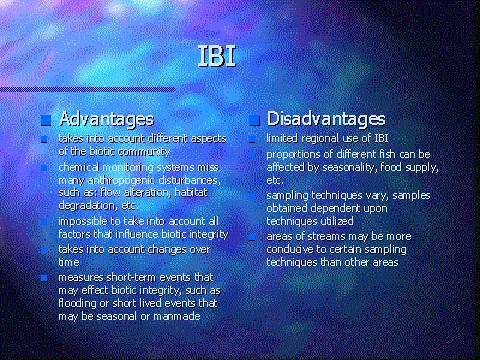 IBI
Advantages
takes into account different aspects
of the biotic community
chemical monitoring systems miss
many anthropogenic disturbances,
such as: flow alteration, habitat
degradation, etc.
impossible to take into account all
factors that influence biotic integrity
takes into account changes over
time
measures short-term events that
may effect biotic integrity, such as
flooding or short lived events that
may be seasonal or manmade
Disadvantages
limited regional use of IBI
proportions of different fish can be
affected by seasonality, food supply,
etc.
sampling techniques vary, samples
obtained dependent upon
techniques utilized
areas of streams may be more
conducive to certain sampling
techniques than other areas